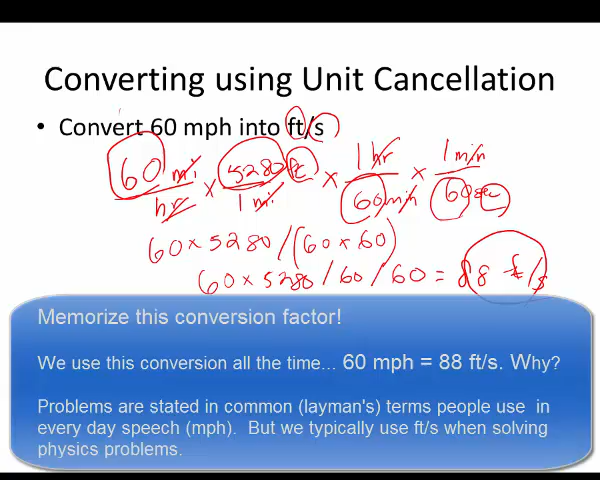 Converting using Unit Cancellation
• Convert 60 mph into ft/s
60 mi/hr × 5280 ft/1 mi × 1 hr/60 min × 1 min/60 sec
60 × 5280 / (60 × 60)
60 × 5280 / 60 / 60 = 88 ft/s
Memorize this conversion factor!
We use this conversion all the time... 60 mph = 88 ft/s. Why?
Problems are stated in common (layman's) terms people use in
every day speech (mph). But we typically use ft/s when solving
physics problems.